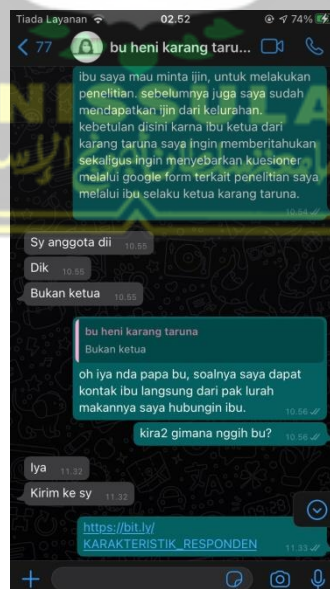 Tiada Layanan 02.52 74%
77 bu heni karang taru...
ibu saya mau minta ijin, untuk melakukan
penelitian. sebelumnya juga saya sudah
mendapatkan ijin dari kelurahan.
kebetulan disini karna ibu ketua dari
karang taruna saya ingin memberitahukan
sekaligus ingin menyebarkan kuesioner
melalui google form terkait penelitian saya
melalui ibu selaku ketua karang taruna.
10.54
Sy anggota dii 10.55
Dik 10.55
Bukan ketua 10.55
bu heni karang taruna
Bukan ketua
oh iya nda papa bu, soalnya saya dapat
kontak ibu langsung dari pak lurah
makannya saya hubungin ibu. 10.56
kira2 gimana nggih bu? 10.56
Iya 11.32
Kirim ke sy 11.32
https://bit.ly/
KARAKTERISTIK_RESPONDEN 11.33